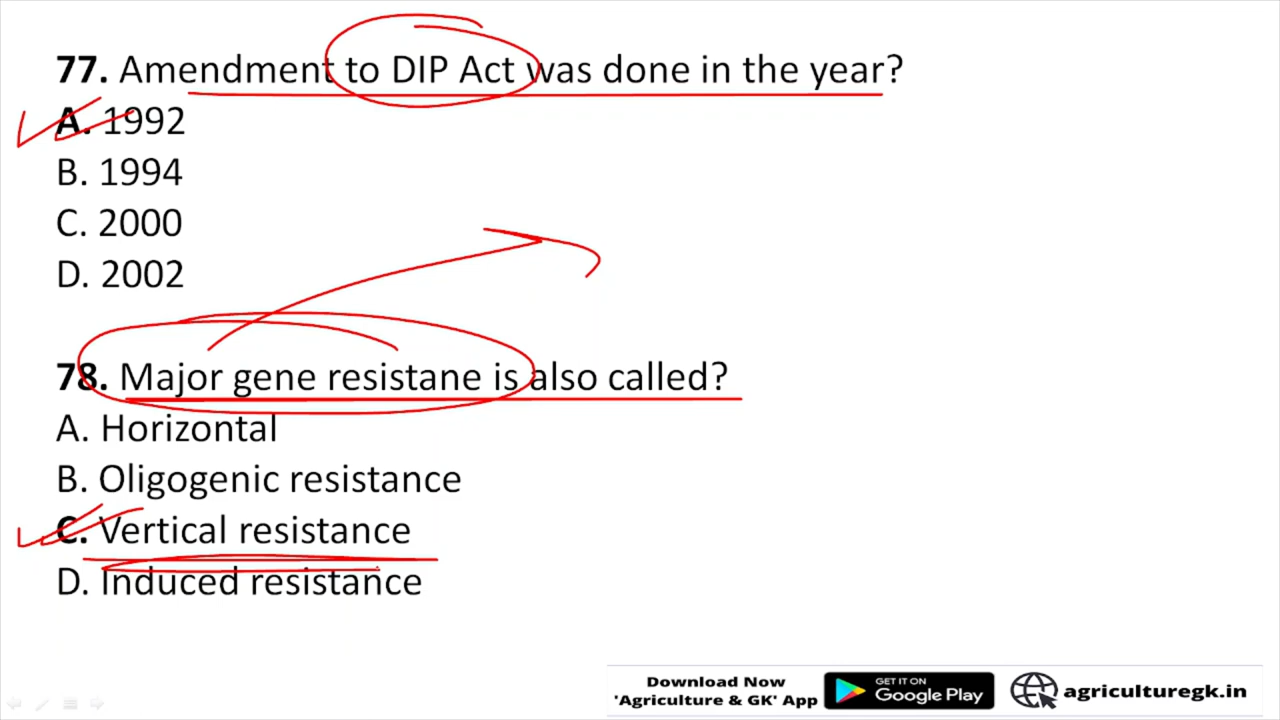 77. Amendment to DIP Act was done in the year?
A. 1992
B. 1994
C. 2000
D. 2002
78. Major gene resistane is also called?
A. Horizontal
B. Oligogenic resistance
C. Vertical resistance
D. Induced resistance
Download Now
'Agriculture & GK' App
GET IT ON
Google Play
agriculturegk.in